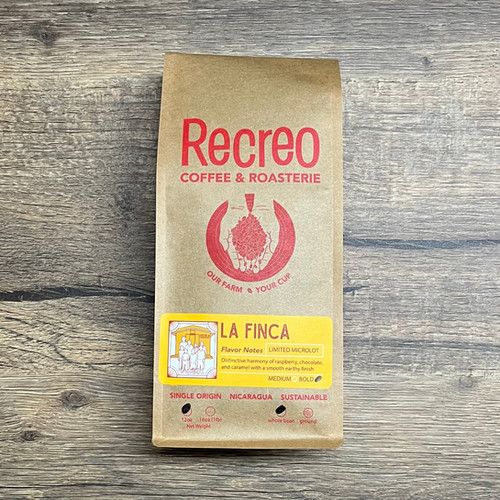 Recreo
COFFEE & ROASTERIE
OUR FARM YOUR CUP
LA FINCA
Flavor Notes LIMITED MICROLOT
Distinctive harmony of raspberry, chocolate,
and caramel with a smooth earthy finish
MEDIUM - BOLD
SINGLE ORIGIN NICARAGUA SUSTAINABLE
12oz
Net Weight
whole bean ground